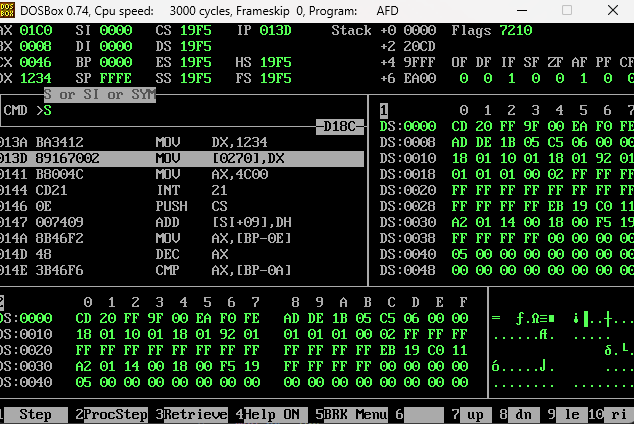 DOSBox 0.74, Cpu speed: 3000 cycles, Frameskip 0, Program: AFD
AX 01C0 SI 0000 CS 19F5 IP 013D Stack +0 0000 Flags 7210
BX 0008 DI 0000 DS 19F5 +2 20CD
CX 0046 BP 0000 ES 19F5 HS 19F5 +4 9FFF OF DF IF SF ZF AF PF CF
DX 1234 SP FFFE SS 19F5 FS 19F5 +6 EA00 0 0 1 0 0 1 0 0
S or SI or SYM
CMD >S
D18C
1 0 1 2 3 4 5 6 7
013A BA3412 MOV DX,1234
013D 89167002 MOV [0270],DX
0141 B8004C MOV AX,4C00
0144 CD21 INT 21
0146 0E PUSH CS
0147 007409 ADD [SI+09],DH
014A 8B46F2 MOV AX,[BP-0E]
014D 48 DEC AX
014E 3B46F6 CMP AX,[BP-0A]
DS:0000 CD 20 FF 9F 00 EA F0 FE
DS:0008 AD DE 1B 05 C5 06 00 00
DS:0010 18 01 10 01 18 01 92 01
DS:0018 01 01 01 00 02 FF FF FF
DS:0020 FF FF FF FF FF FF FF FF
DS:0028 FF FF FF FF EB 19 C0 11
DS:0030 A2 01 14 00 18 00 F5 19
DS:0038 FF FF FF FF 00 00 00 00
DS:0040 05 00 00 00 00 00 00 00
DS:0048 00 00 00 00 00 00 00 00
2 0 1 2 3 4 5 6 7 8 9 A B C D E F
DS:0000 CD 20 FF 9F 00 EA F0 FE AD DE 1B 05 C5 06 00 00 = ƒ.Ω≡■ ¡▐..┼...
DS:0010 18 01 10 01 18 01 92 01 01 01 01 00 02 FF FF FF
DS:0020 FF FF FF FF FF FF FF FF FF FF FF FF EB 19 C0 11 δ.└.
DS:0030 A2 01 14 00 18 00 F5 19 FF FF FF FF 00 00 00 00 ó.....⌡.
DS:0040 05 00 00 00 00 00 00 00 00 00 00 00 00 00 00 00
1 Step 2 ProcStep 3 Retrieve 4 Help ON 5 BRK Menu 6 7 up 8 dn 9 le 10 ri